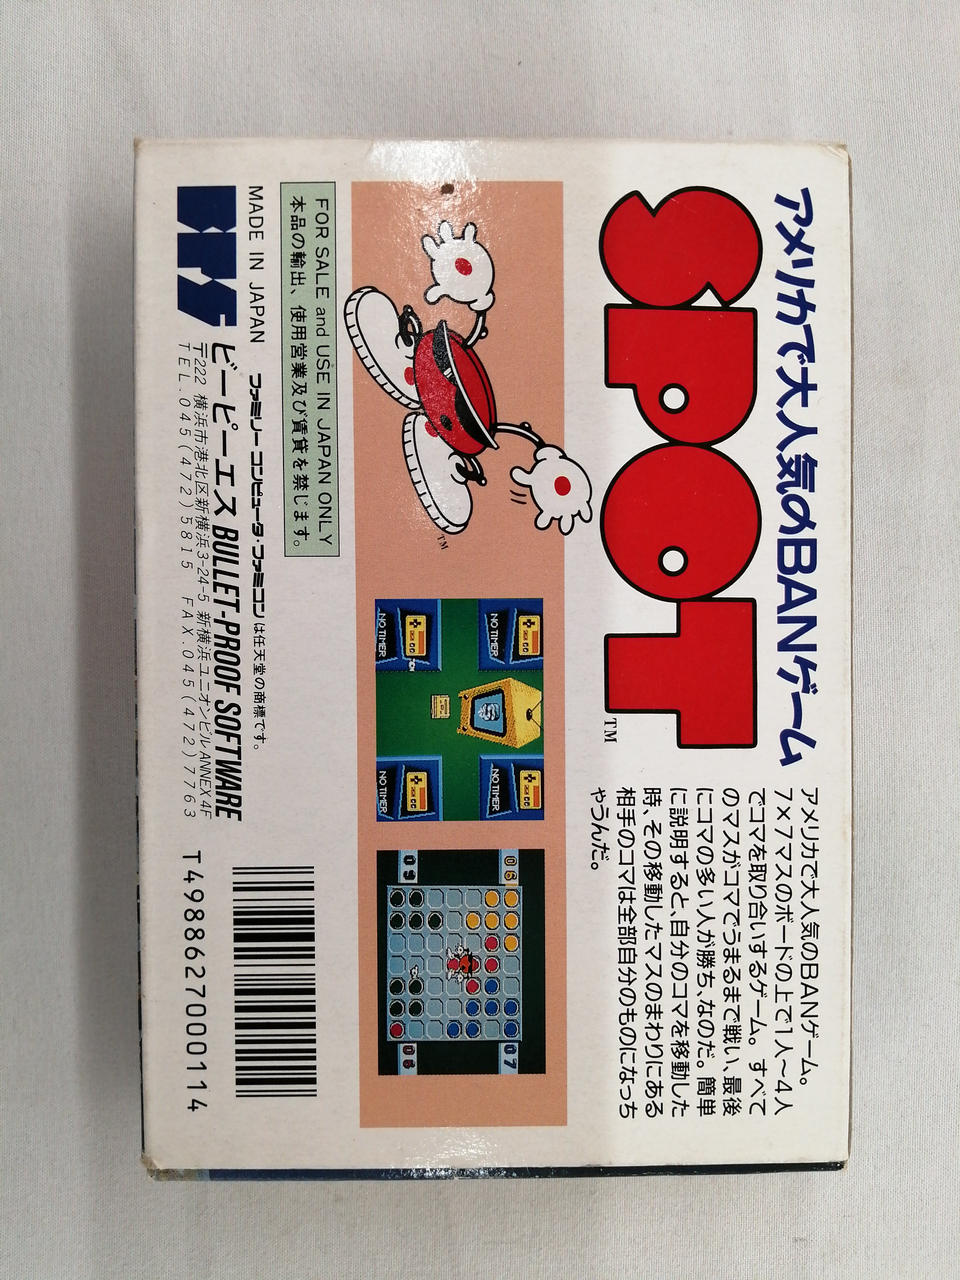 アメリカで大人気のBANゲーム
SPOT™
アメリカで大人気のBANゲーム。
7×7マスのボードの上で1人〜4人
でコマを取り合いするゲーム。すべて
のマスがコマでうまるまで戦い、最後
にコマの多い人が勝ち、なのだ。簡単
に説明すると、自分のコマを移動した
時、その移動したマスのまわりにある
相手のコマは全部自分のものになっち
ゃうんだ。
TM
NO TIMER
NO TIMER
NO TIMER
NO TIMER
06
07
09
06
FOR SALE and USE IN JAPAN ONLY
本品の輸出、使用営業及び賃貸を禁じます。
MADE IN JAPAN
ファミリーコンピュータ・ファミコンは任天堂の商標です。
BPS
ビーピーエス BULLET-PROOF SOFTWARE
〒222 横浜市港北区新横浜3-24-5 新横浜ユニオンビルANNEX 4F
TEL.045(472)5815 FAX.045(472)7763
T4988627000114